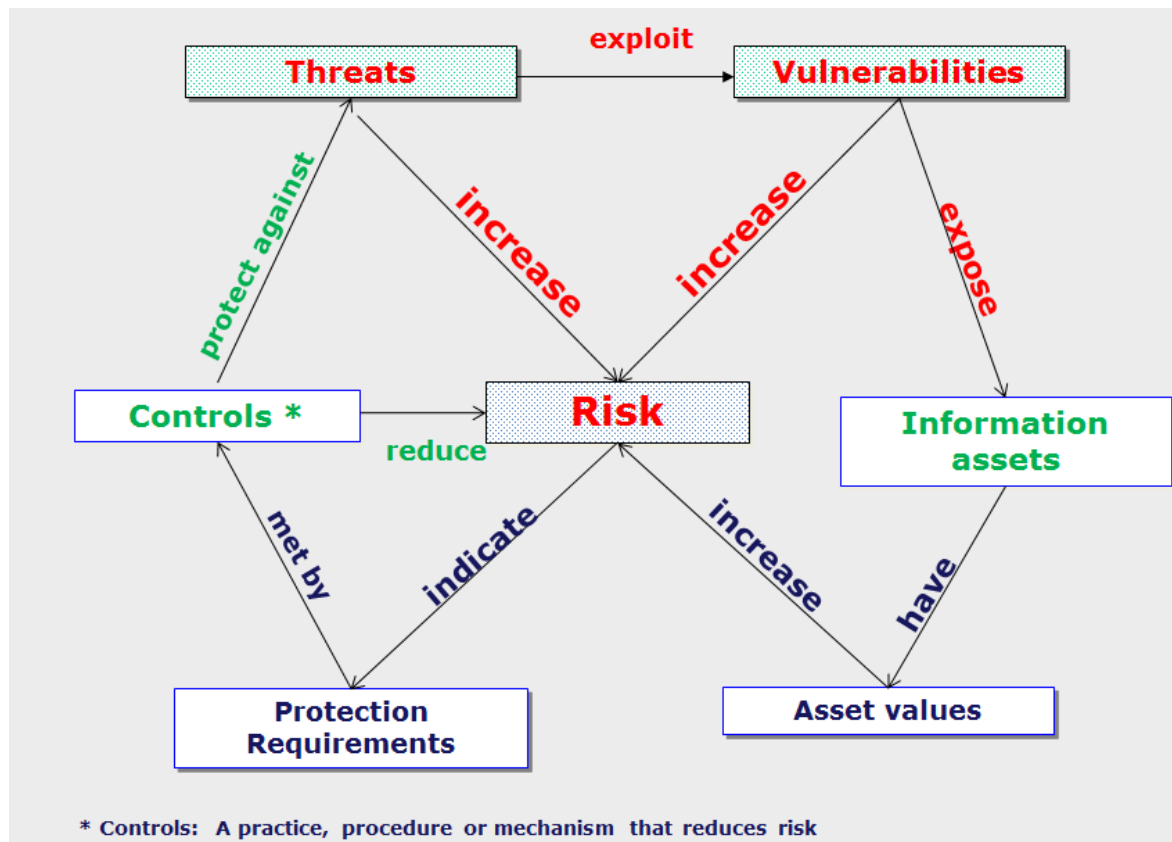 exploit
Threats
Vulnerabilities
protect against
increase
increase
expose
Controls *
reduce
Risk
Information
assets
met by
indicate
increase
have
Protection
Requirements
Asset values
* Controls: A practice, procedure or mechanism that reduces risk